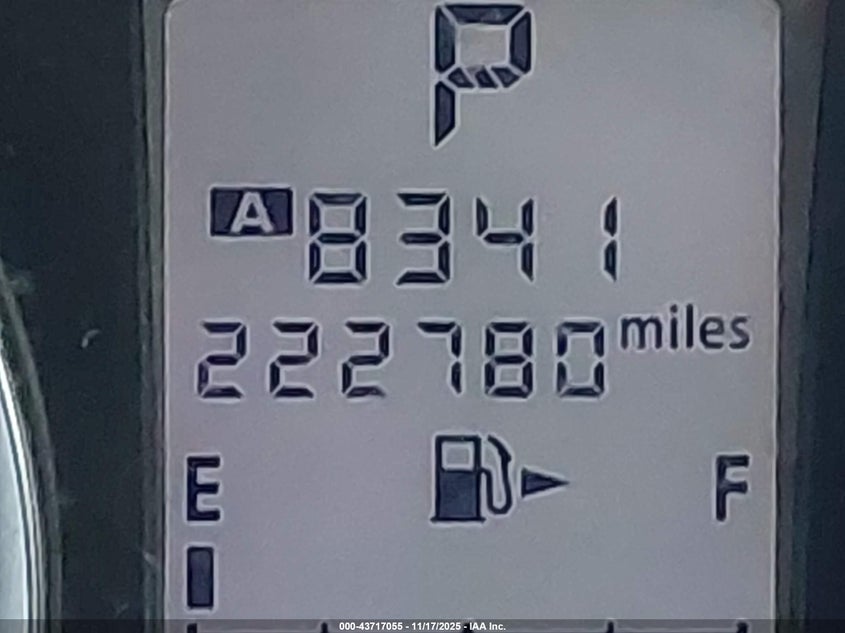 P
A 8341
222780 miles
E F
000-43717055 - 11/17/2025 - IAA Inc.